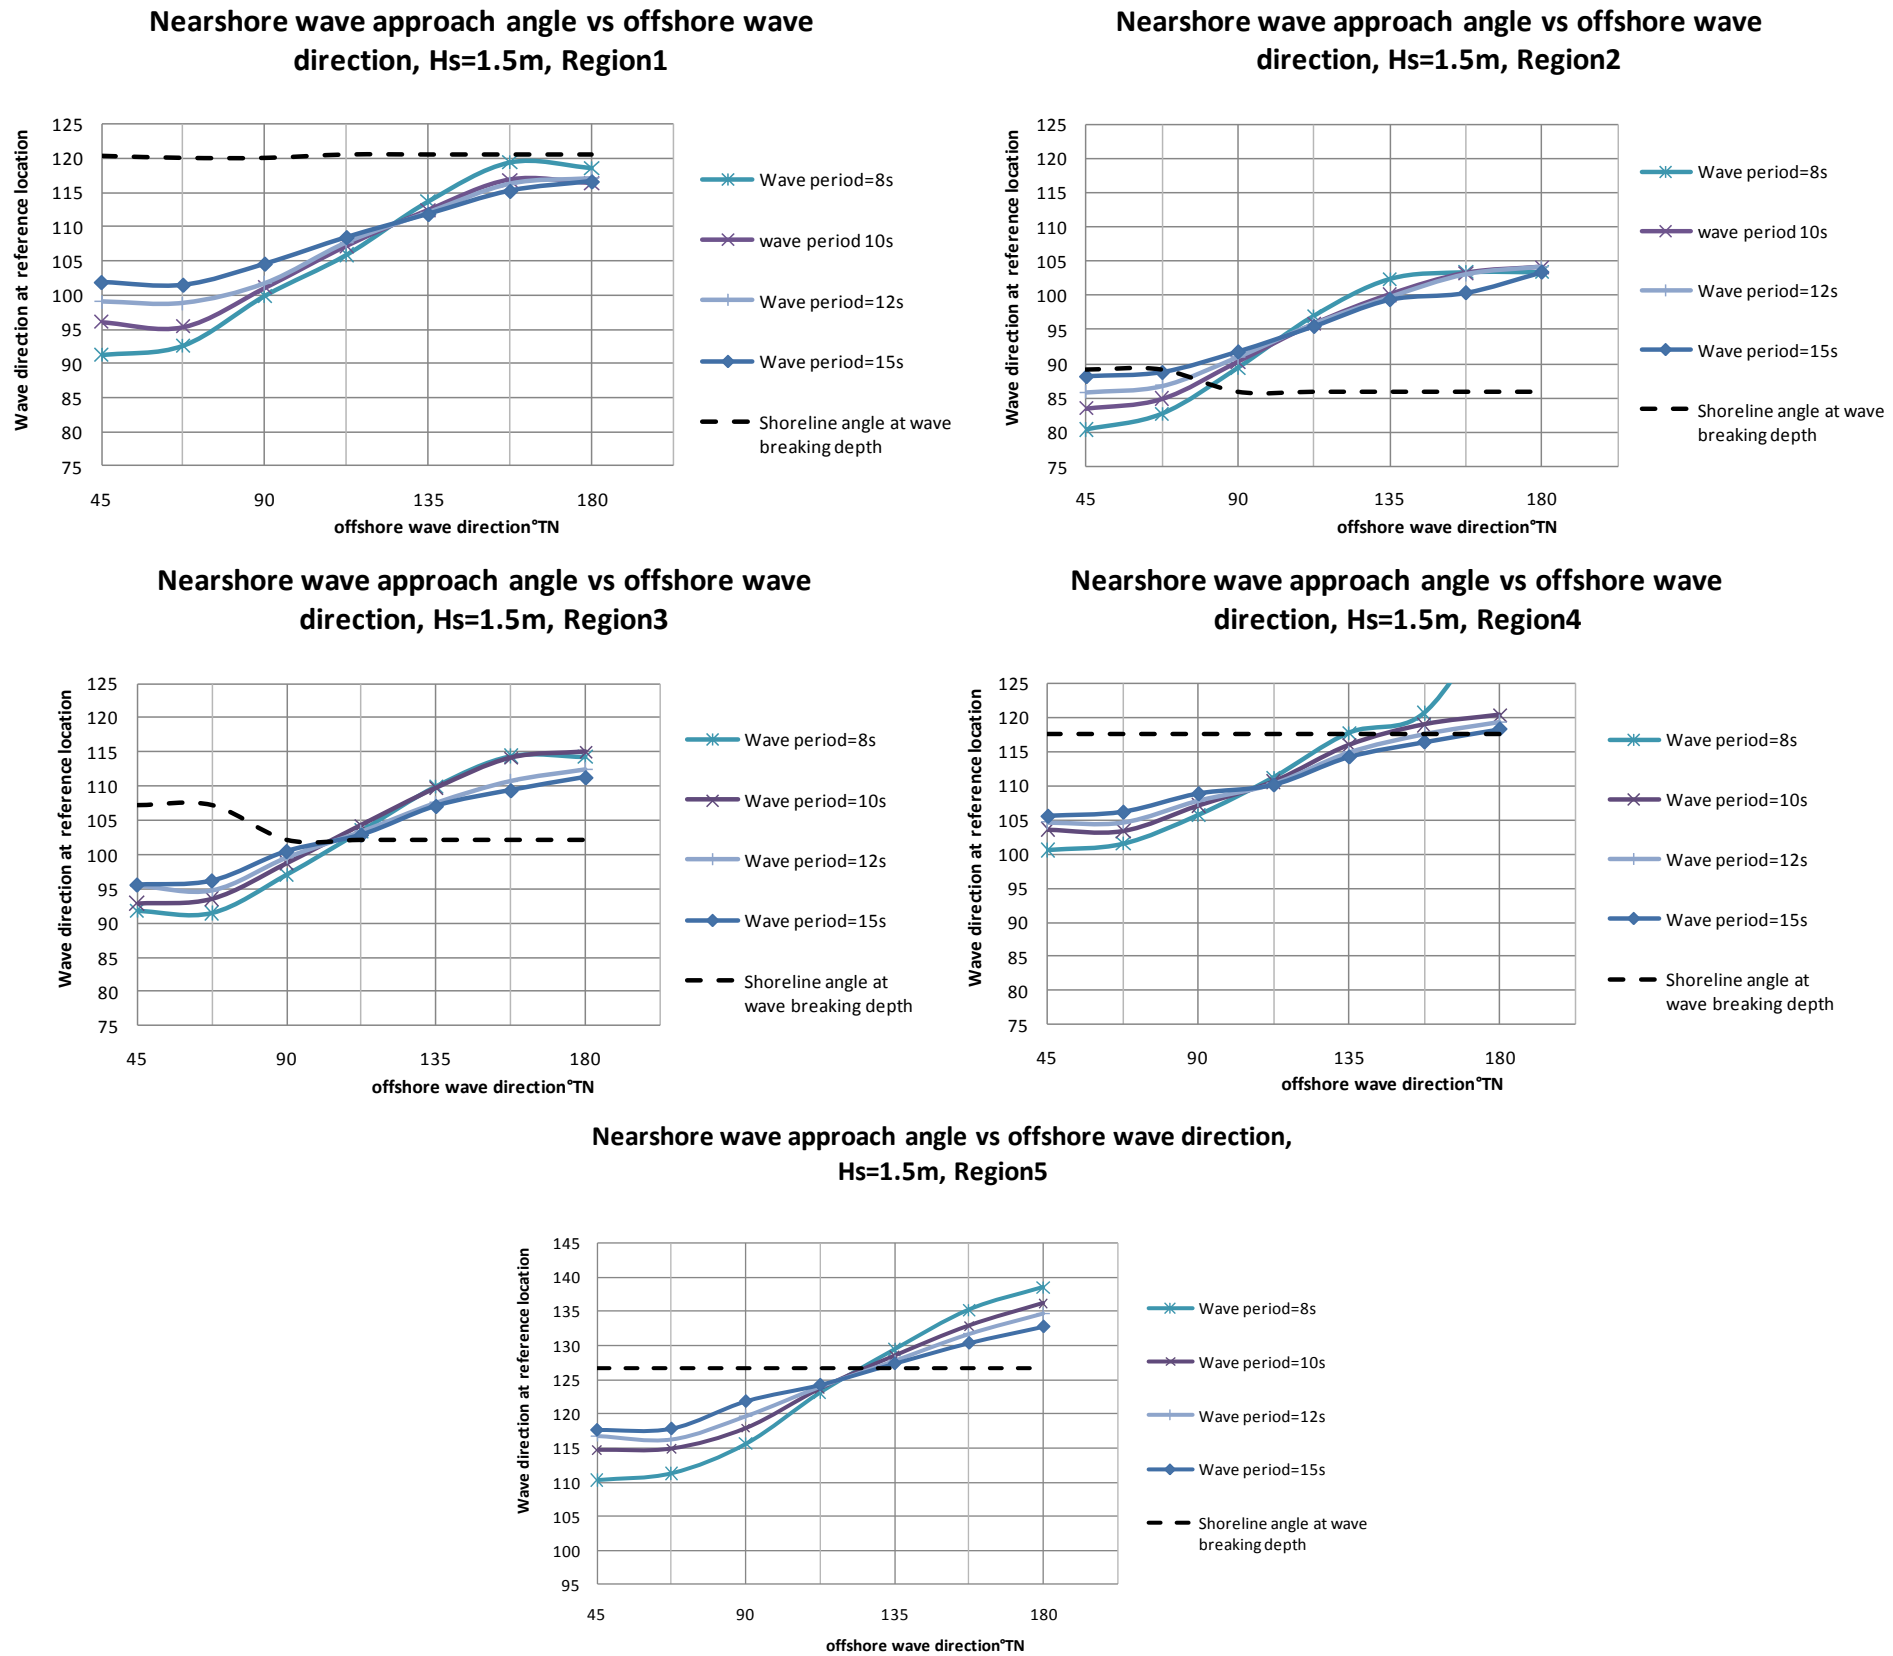 Nearshore wave approach angle vs offshore wave
direction, Hs=1.5m, Region1
Wave direction at reference location
125
120
115
110
105
100
95
90
85
80
75
45
90
135
180
offshore wave direction°TN
Wave period=8s
wave period 10s
Wave period=12s
Wave period=15s
Shoreline angle at wave
breaking depth
Nearshore wave approach angle vs offshore wave
direction, Hs=1.5m, Region2
Wave direction at reference location
125
120
115
110
105
100
95
90
85
80
75
45
90
135
180
offshore wave direction°TN
Wave period=8s
wave period 10s
Wave period=12s
Wave period=15s
Shoreline angle at wave
breaking depth
Nearshore wave approach angle vs offshore wave
direction, Hs=1.5m, Region3
Wave direction at reference location
125
120
115
110
105
100
95
90
85
80
75
45
90
135
180
offshore wave direction°TN
Wave period=8s
Wave period=10s
Wave period=12s
Wave period=15s
Shoreline angle at
wave breaking depth
Nearshore wave approach angle vs offshore wave
direction, Hs=1.5m, Region4
Wave direction at reference location
125
120
115
110
105
100
95
90
85
80
75
45
90
135
180
offshore wave direction°TN
Wave period=8s
Wave period=10s
Wave period=12s
Wave period=15s
Shoreline angle at
wave breaking depth
Nearshore wave approach angle vs offshore wave direction,
Hs=1.5m, Region5
Wave direction at reference location
145
140
135
130
125
120
115
110
105
100
95
45
90
135
180
offshore wave direction°TN
Wave period=8s
Wave period=10s
Wave period=12s
Wave period=15s
Shoreline angle at wave
breaking depth